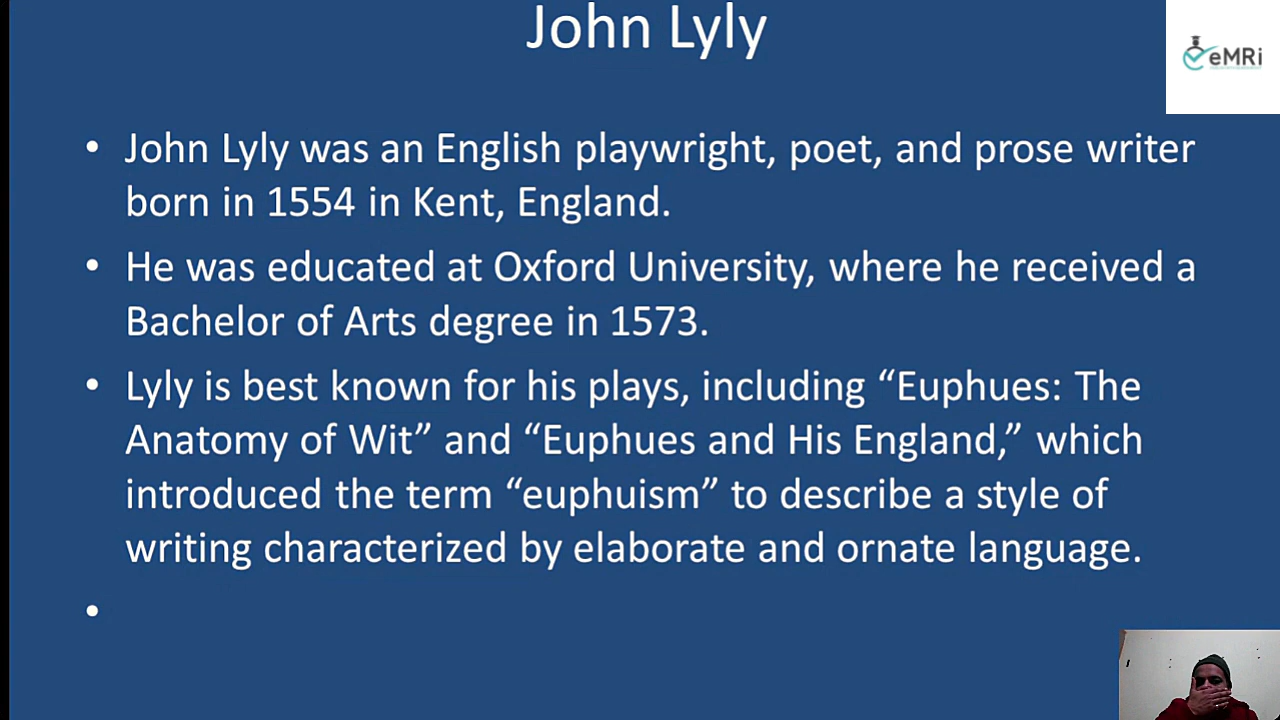 John Lyly
eMRi
• John Lyly was an English playwright, poet, and prose writer
born in 1554 in Kent, England.
• He was educated at Oxford University, where he received a
Bachelor of Arts degree in 1573.
• Lyly is best known for his plays, including “Euphues: The
Anatomy of Wit” and “Euphues and His England,” which
introduced the term “euphuism” to describe a style of
writing characterized by elaborate and ornate language.
•